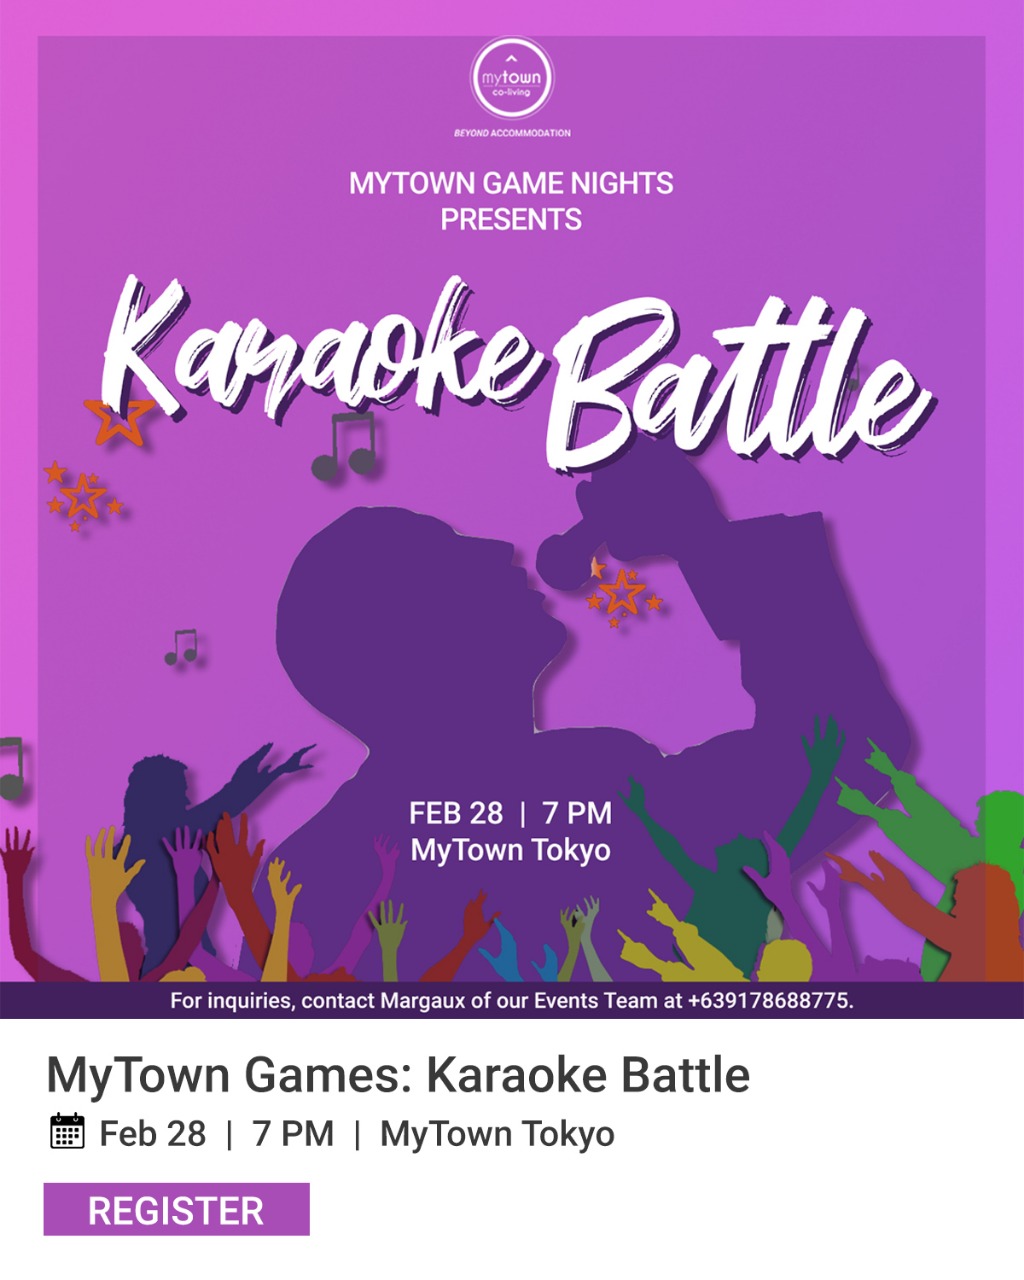 mytown
co-living
BEYOND ACCOMMODATION
MYTOWN GAME NIGHTS
PRESENTS
Karaoke Battle
FEB 28 | 7 PM
MyTown Tokyo
For inquiries, contact Margaux of our Events Team at +639178688775.
MyTown Games: Karaoke Battle
Feb 28 | 7 PM | MyTown Tokyo
REGISTER